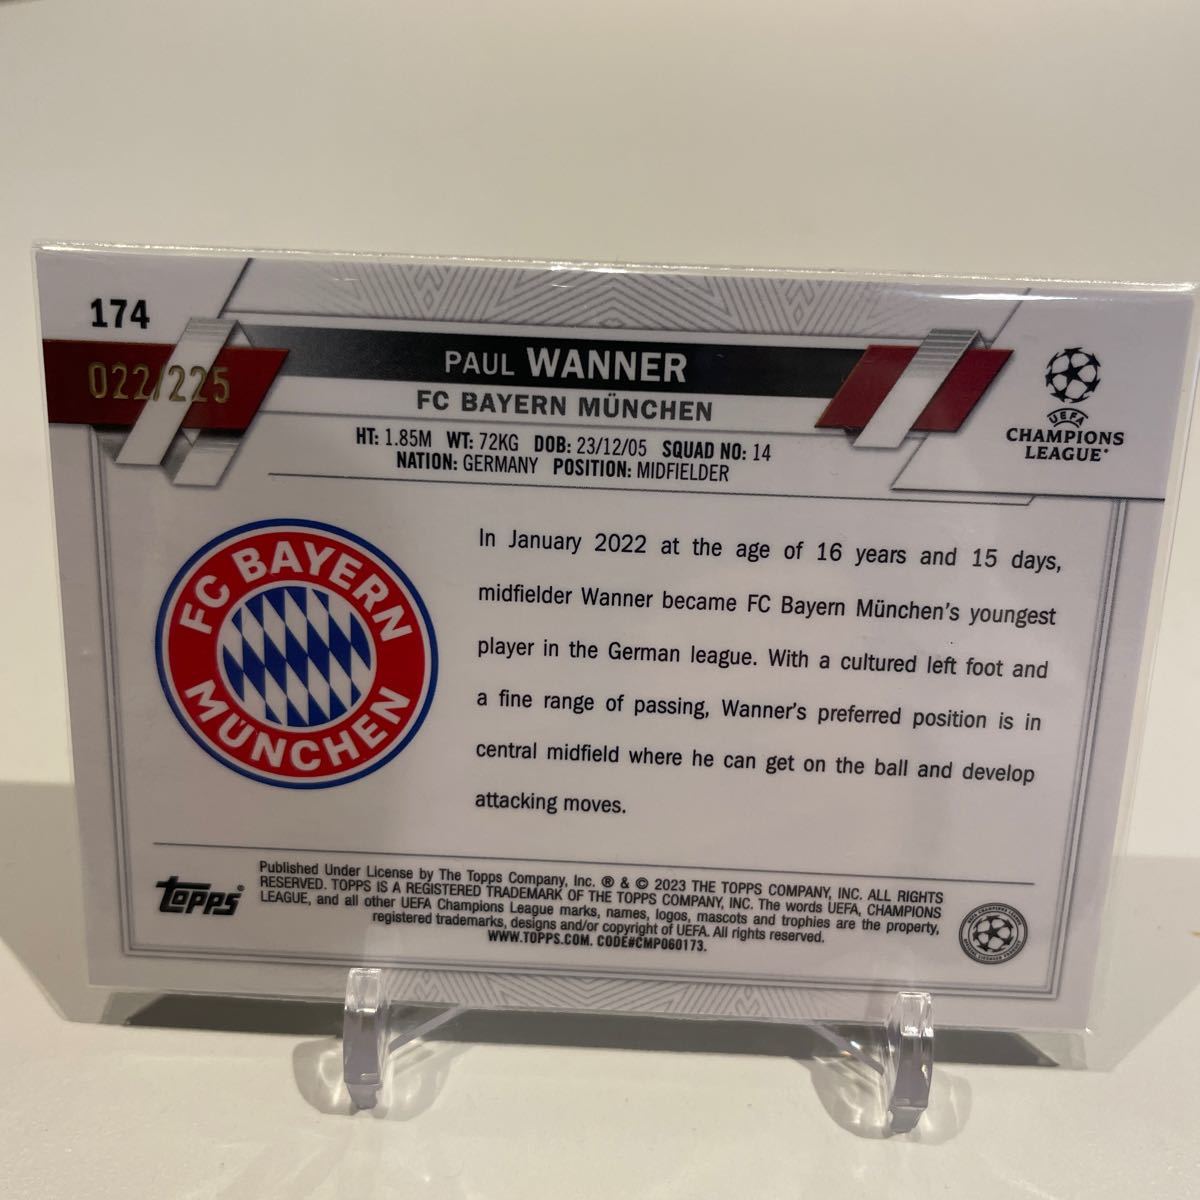 174
022/225
PAUL WANNER
FC BAYERN MÜNCHEN
HT: 1.85M WT: 72KG DOB: 23/12/05 SQUAD NO: 14
NATION: GERMANY POSITION: MIDFIELDER
UEFA
CHAMPIONS
LEAGUE®
FC BAYERN
MÜNCHEN
In January 2022 at the age of 16 years and 15 days,
midfielder Wanner became FC Bayern München's youngest
player in the German league. With a cultured left foot and
a fine range of passing, Wanner's preferred position is in
central midfield where he can get on the ball and develop
attacking moves.
topps®
Published Under License by The Topps Company, Inc. ® & © 2023 THE TOPPS COMPANY, INC. ALL RIGHTS
RESERVED. TOPPS IS A REGISTERED TRADEMARK OF THE TOPPS COMPANY, INC. The words UEFA, CHAMPIONS
LEAGUE, and all other UEFA Champions League marks, names, logos, mascots and trophies are the property,
registered trademarks, designs and/or copyright of UEFA. All rights reserved.
WWW.TOPPS.COM. CODE#CMP060173.